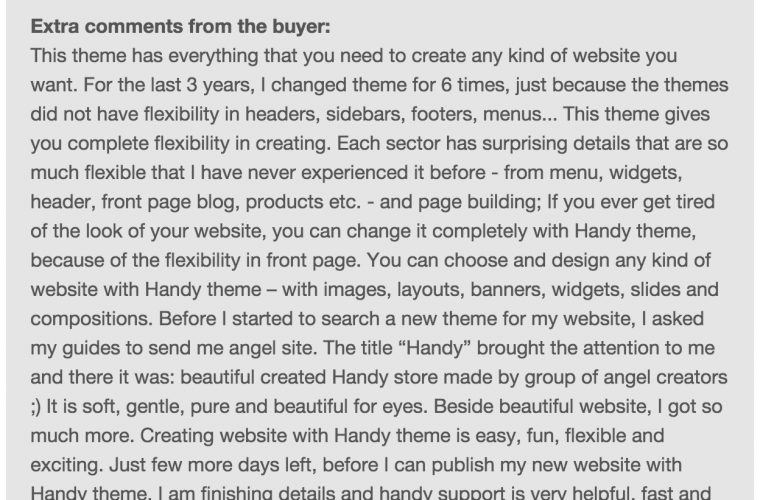 Extra comments from the buyer:
This theme has everything that you need to create any kind of website you
want. For the last 3 years, I changed theme for 6 times, just because the themes
did not have flexibility in headers, sidebars, footers, menus... This theme gives
you complete flexibility in creating. Each sector has surprising details that are so
much flexible that I have never experienced it before - from menu, widgets,
header, front page blog, products etc. - and page building; If you ever get tired
of the look of your website, you can change it completely with Handy theme,
because of the flexibility in front page. You can choose and design any kind of
website with Handy theme – with images, layouts, banners, widgets, slides and
compositions. Before I started to search a new theme for my website, I asked
my guides to send me angel site. The title “Handy” brought the attention to me
and there it was: beautiful created Handy store made by group of angel creators
;) It is soft, gentle, pure and beautiful for eyes. Beside beautiful website, I got so
much more. Creating website with Handy theme is easy, fun, flexible and
exciting. Just few more days left, before I can publish my new website with
Handy theme. I am finishing details and handy support is very helpful, fast and